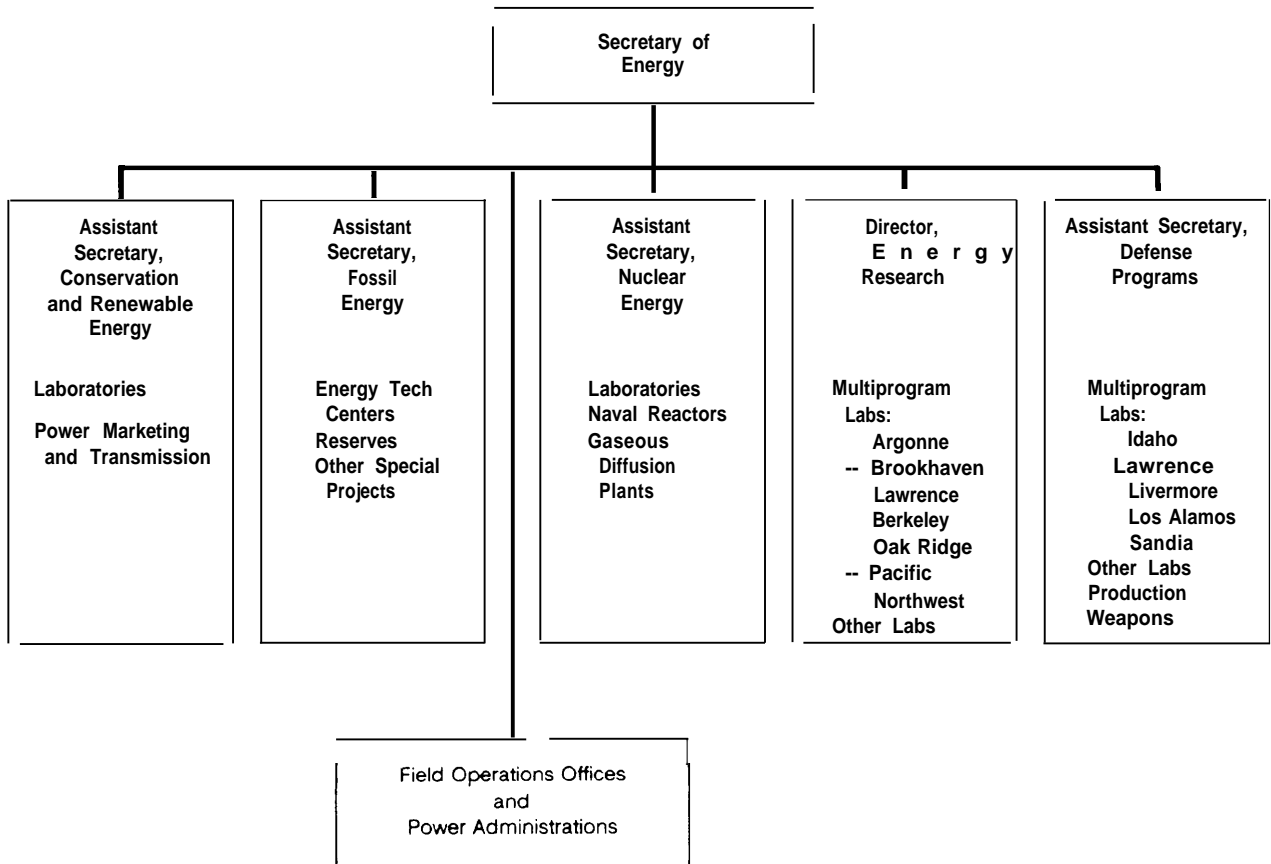 Secretary of
Energy
Assistant
Secretary,
Conservation
and Renewable
Energy
Laboratories
Power Marketing
and Transmission
Assistant
Secretary,
Fossil
Energy
Energy Tech
Centers
Reserves
Other Special
Projects
Assistant
Secretary,
Nuclear
Energy
Laboratories
Naval Reactors
Gaseous
Diffusion
Plants
Director,
E n e r g y
Research
Multiprogram
Labs:
Argonne
-- Brookhaven
Lawrence
Berkeley
Oak Ridge
-- Pacific
Northwest
Other Labs
Assistant Secretary,
Defense
Programs
Multiprogram
Labs:
Idaho
Lawrence
Livermore
Los Alamos
Sandia
Other Labs
Production
Weapons
Field Operations Offices
and
Power Administrations